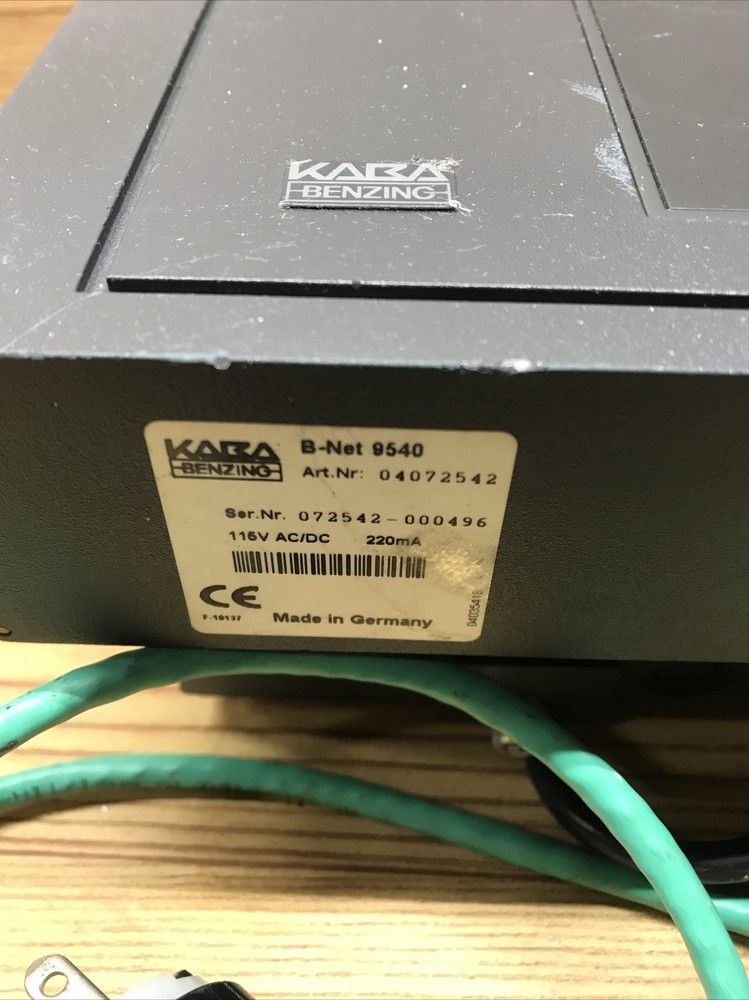 KABA
BENZING
KABA
BENZING
B-Net 9540
Art.Nr: 04072542
Ser.Nr. 072542-000496
115V AC/DC 220mA
CE
F-10137
Made in Germany
04035418